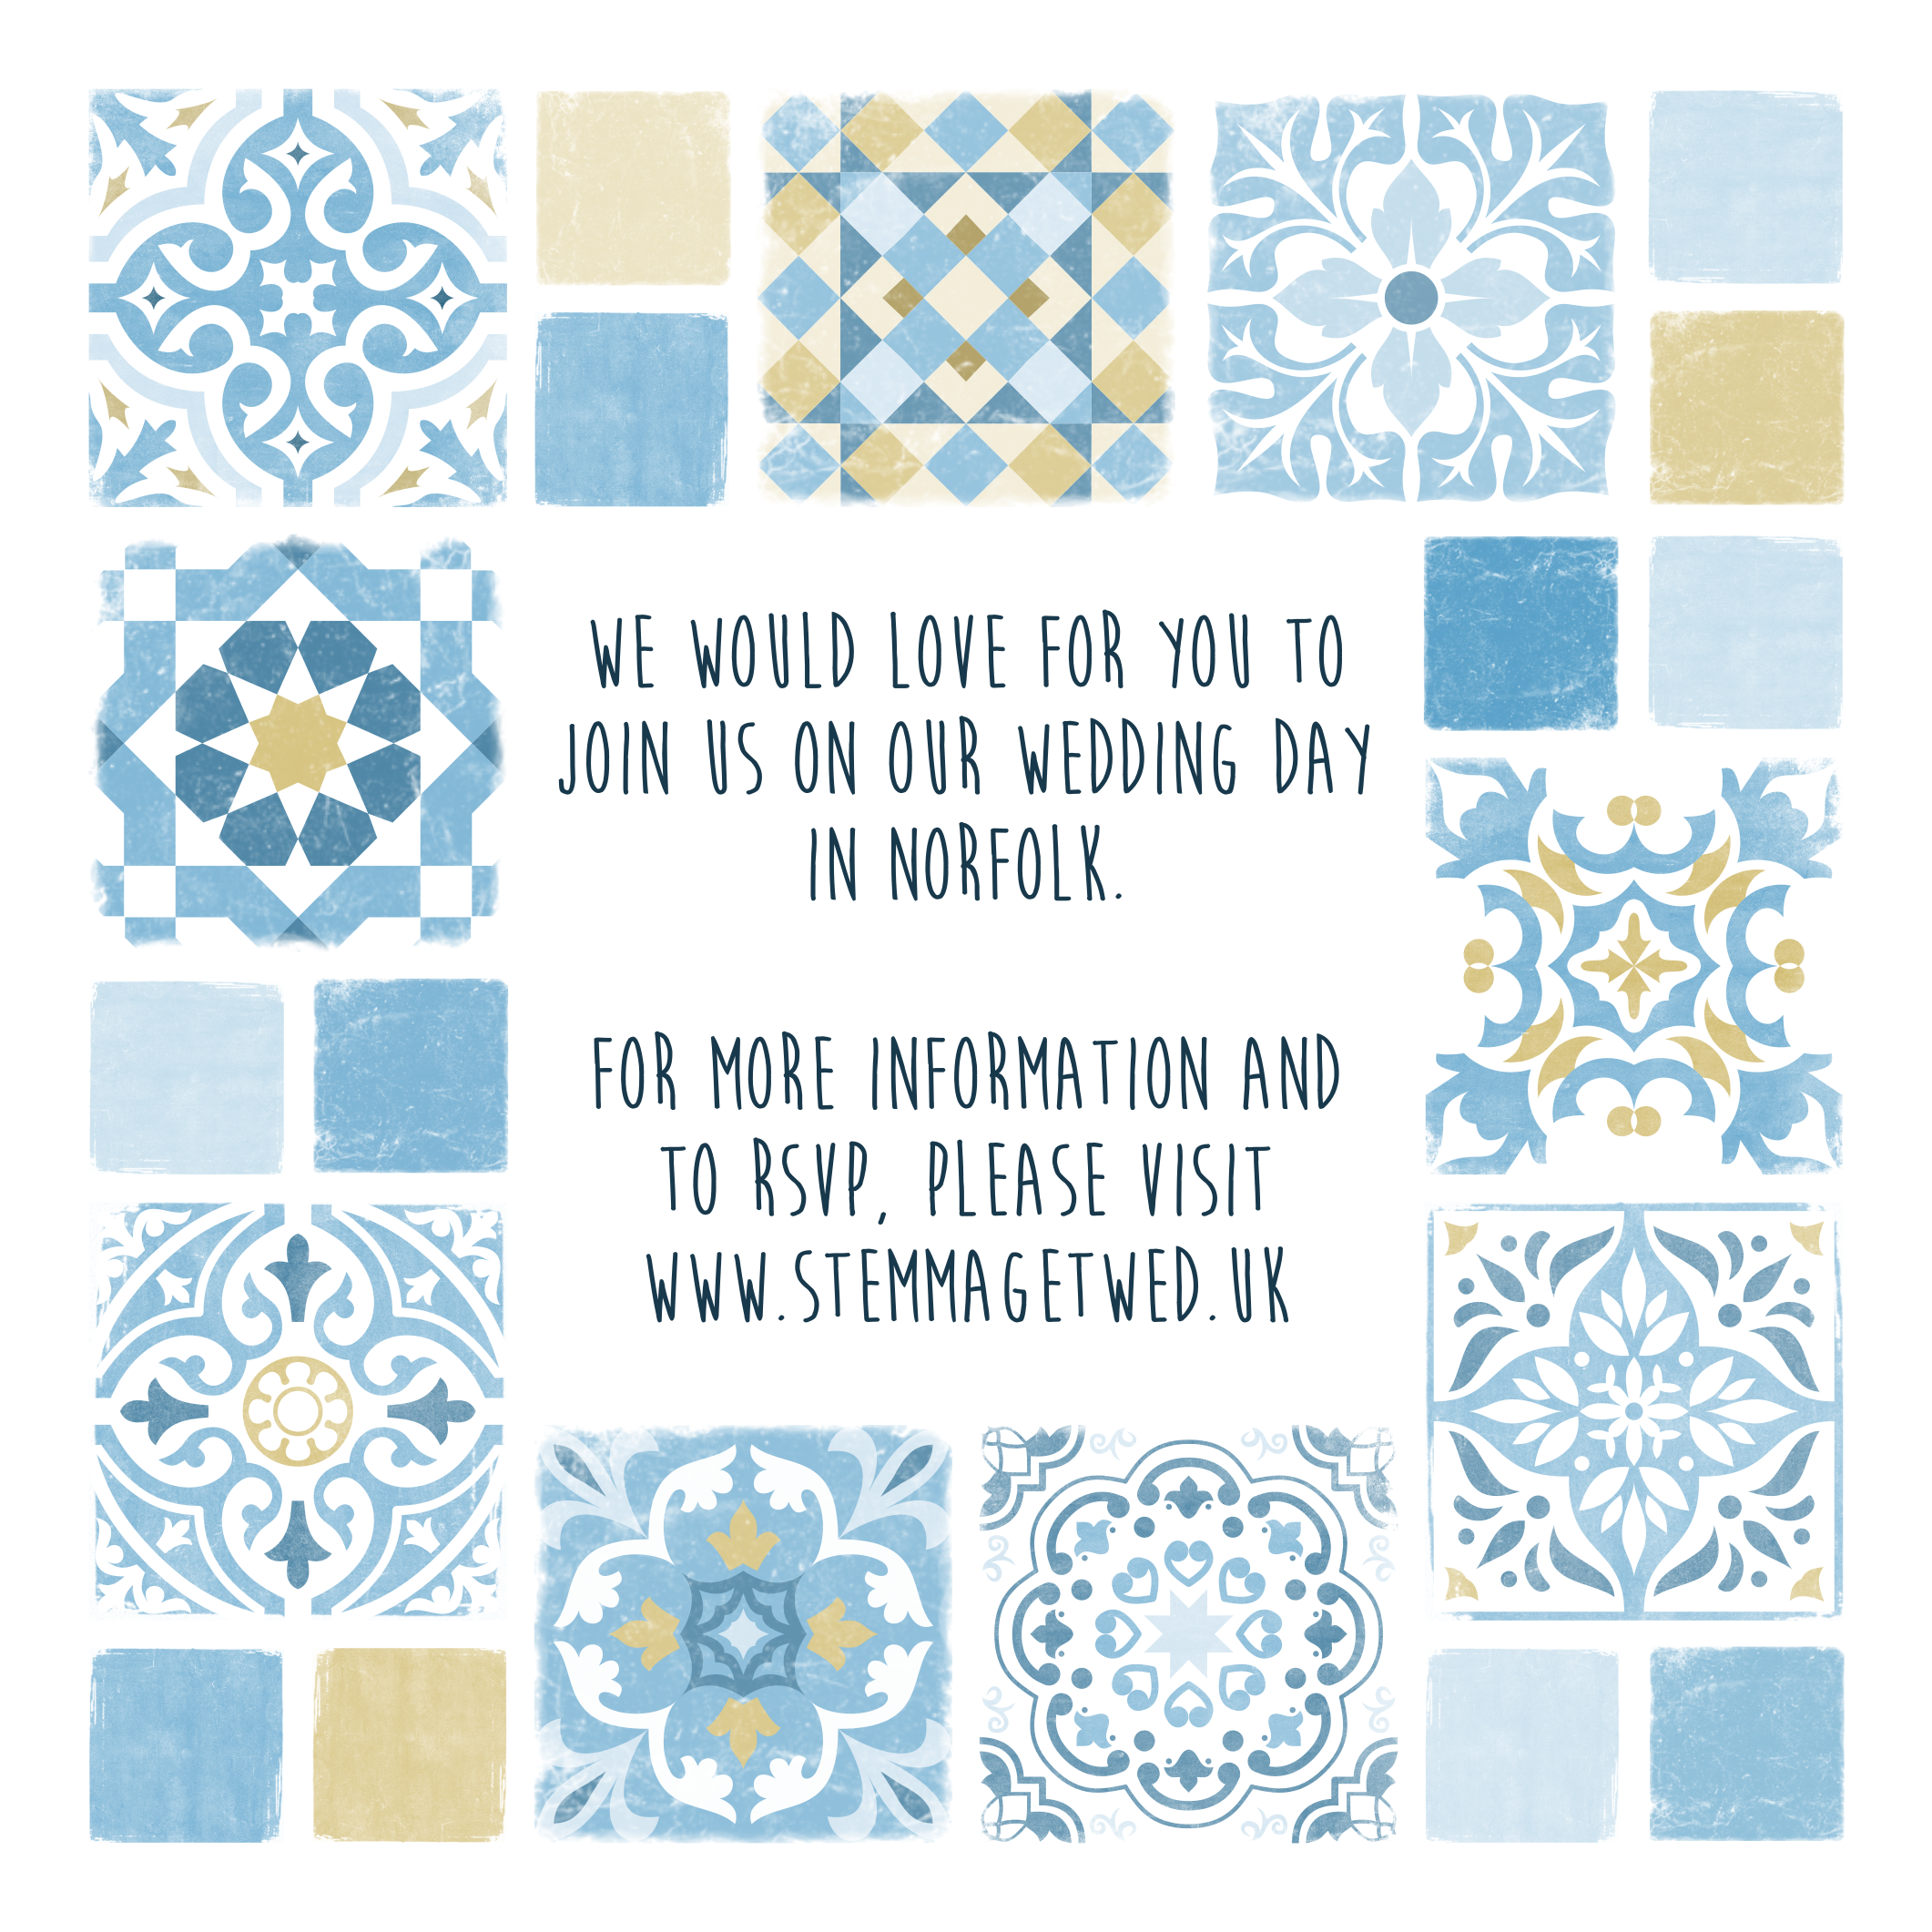 WE WOULD LOVE FOR YOU TO
JOIN US ON OUR WEDDING DAY
IN NORFOLK.
FOR MORE INFORMATION AND
TO RSVP, PLEASE VISIT
WWW.STEMMAGETWED.UK